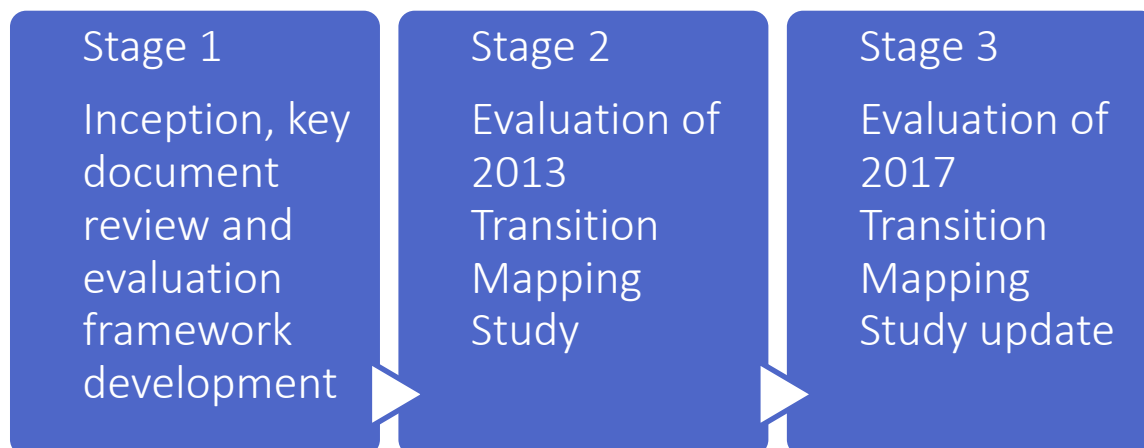 Stage 1
Inception, key
document
review and
evaluation
framework
development
Stage 2
Evaluation of
2013
Transition
Mapping
Study
Stage 3
Evaluation of
2017
Transition
Mapping
Study update